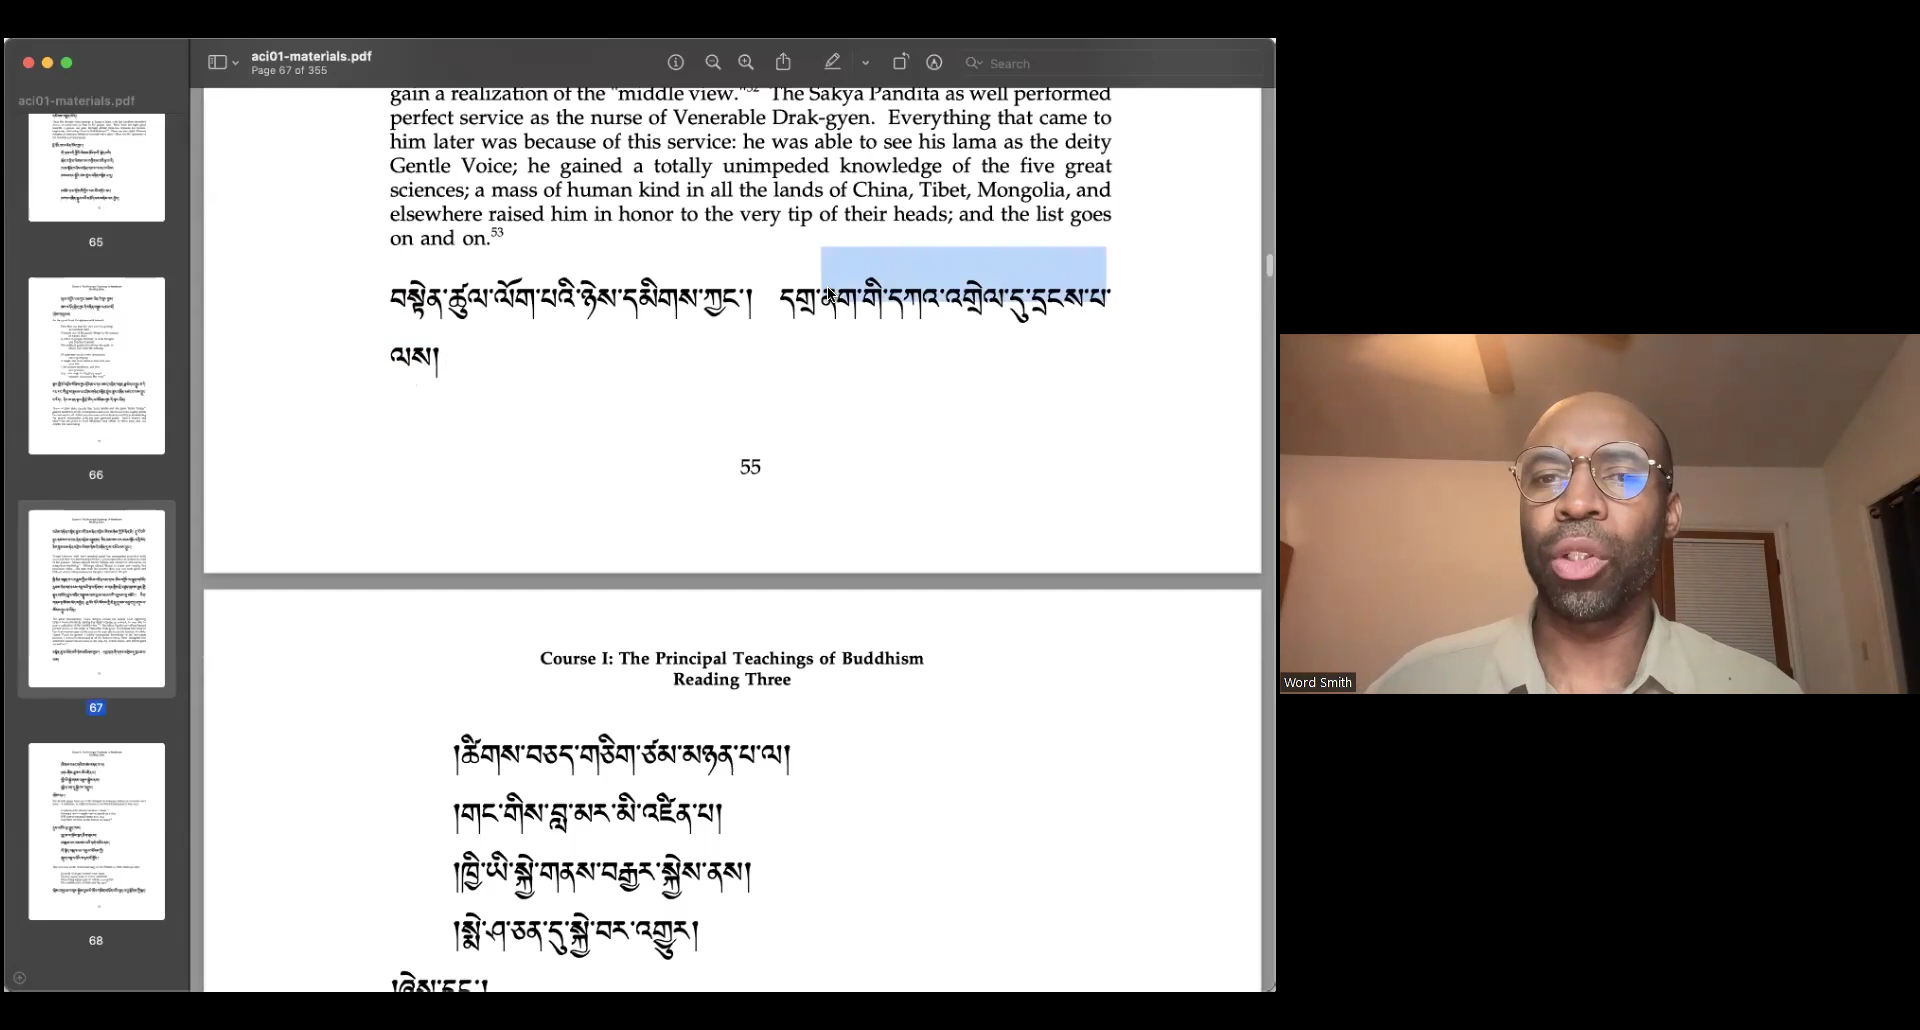 aci01-materials.pdf
Page 67 of 355
Search
aci01-materials.pdf
65
66
67
68
gain a realization of the "middle view."52 The Sakya Pandita as well performed
perfect service as the nurse of Venerable Drak-gyen. Everything that came to
him later was because of this service: he was able to see his lama as the deity
Gentle Voice; he gained a totally unimpeded knowledge of the five great
sciences; a mass of human kind in all the lands of China, Tibet, Mongolia, and
elsewhere raised him in honor to the very tip of their heads; and the list goes
on and on.53
བསྟེན་ཚུལ་ལོག་པའི་ཉེས་དམིགས་ཀྱང་། དགྲ་ནག་གི་དཀའ་འགྲེལ་དུ་དྲངས་པ་
ལས།
55
Course I: The Principal Teachings of Buddhism
Reading Three
།ཚིགས་བཅད་གཅིག་ཙམ་མཉན་པ་ལ།
།གང་གིས་བླ་མར་མི་འཛིན་པ།
།ཁྱི་ཡི་སྐྱེ་གནས་བརྒྱར་སྐྱེས་ནས།
།སྨེ་ཤ་ཅན་དུ་སྐྱེ་བར་འགྱུར།
།ཞེས་དང་།
Word Smith